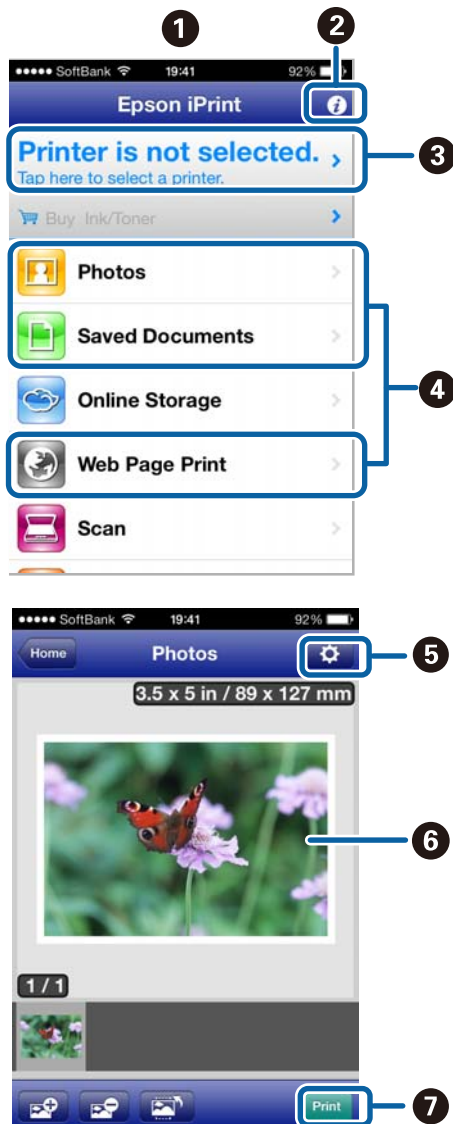 1
2
SoftBank 19:41 92%
Epson iPrint
Printer is not selected.
3
Tap here to select a printer.
Buy Ink/Toner
Photos
Saved Documents
4
Online Storage
Web Page Print
Scan
SoftBank 19:41 92%
Home Photos
5
3.5 x 5 in / 89 x 127 mm
6
1 / 1
Print
7